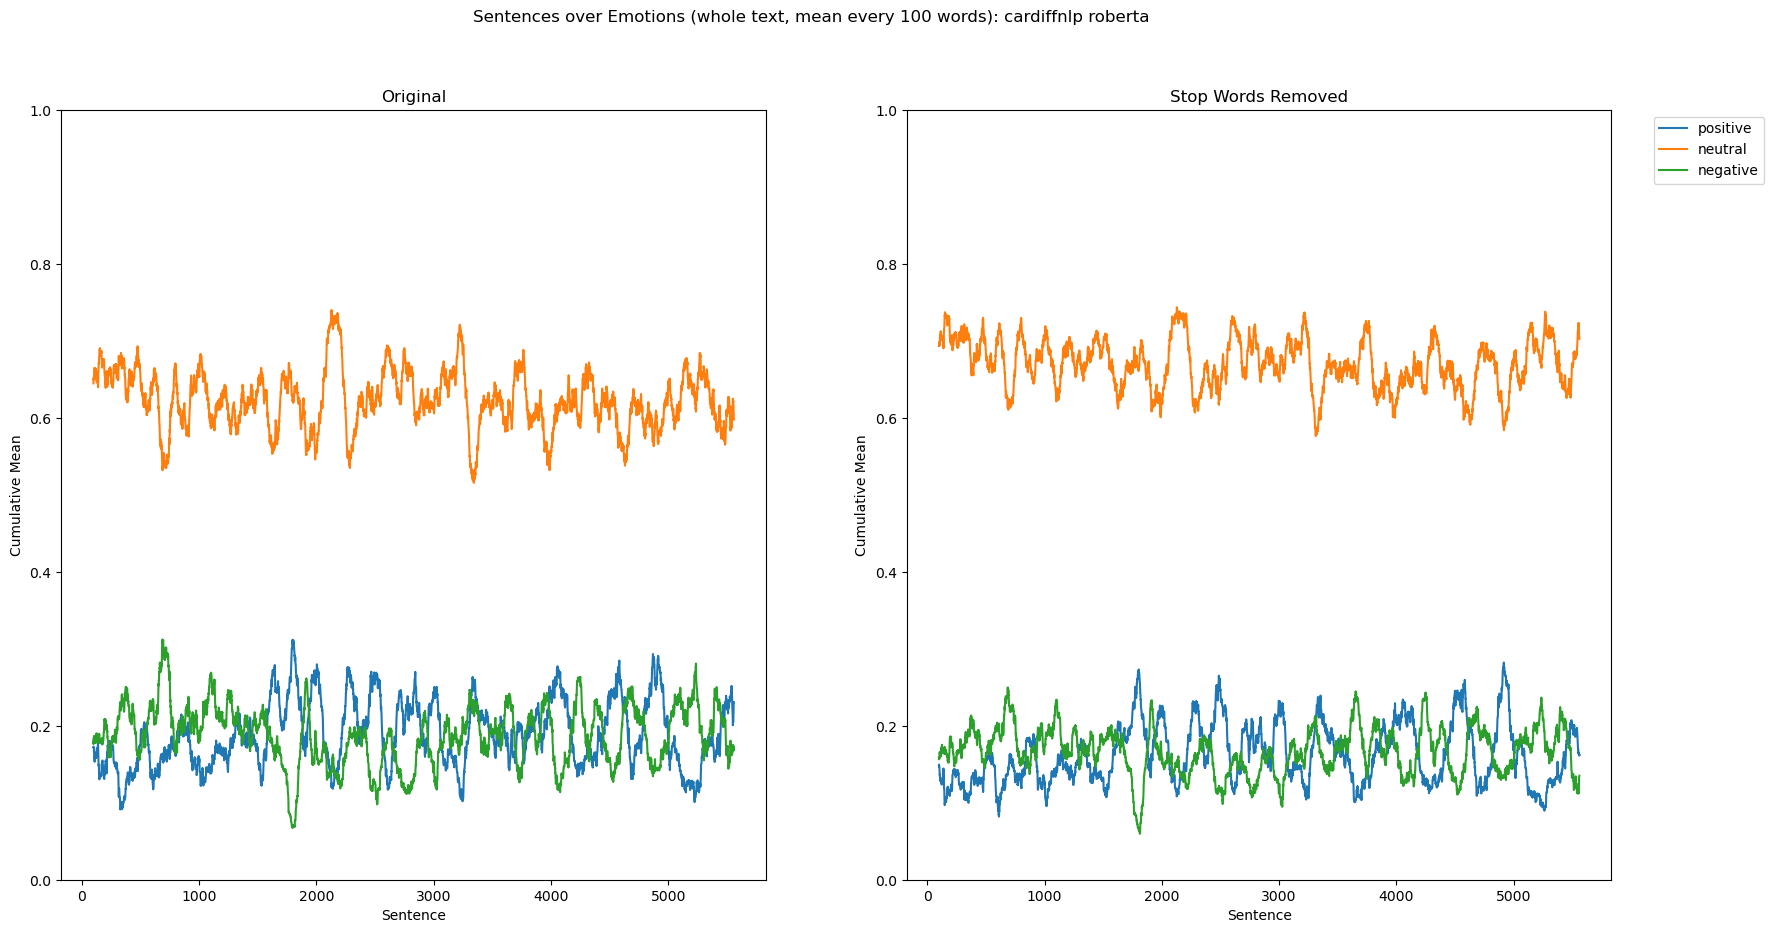 Sentences over Emotions (whole text, mean every 100 words): cardiffnlp roberta
Original
1.0
0.8
0.6
0.4
0.2
0.0
Cumulative Mean
0 1000 2000 3000 4000 5000
Sentence
Stop Words Removed
1.0
0.8
0.6
0.4
0.2
0.0
Cumulative Mean
0 1000 2000 3000 4000 5000
Sentence
positive
neutral
negative